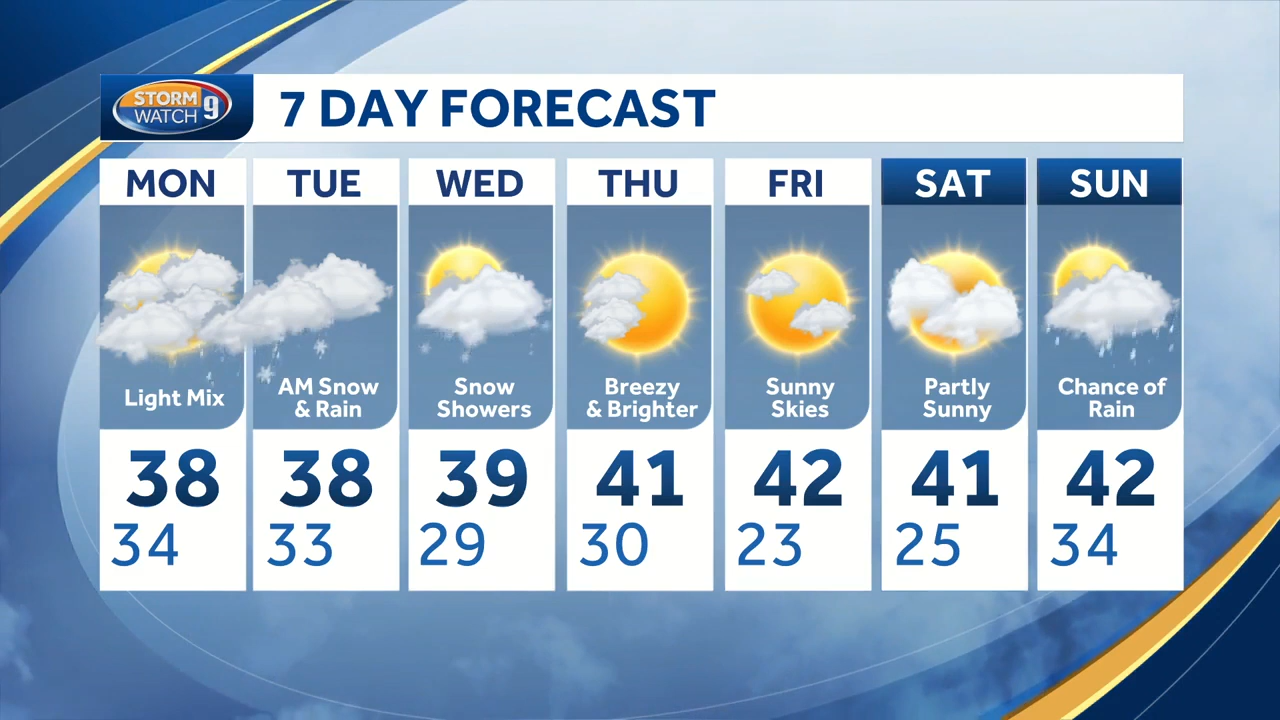 STORM
WATCH 9
7 DAY FORECAST
MON
Light Mix
38
34
TUE
AM Snow
& Rain
38
33
WED
Snow
Showers
39
29
THU
Breezy
& Brighter
41
30
FRI
Sunny
Skies
42
23
SAT
Partly
Sunny
41
25
SUN
Chance of
Rain
42
34